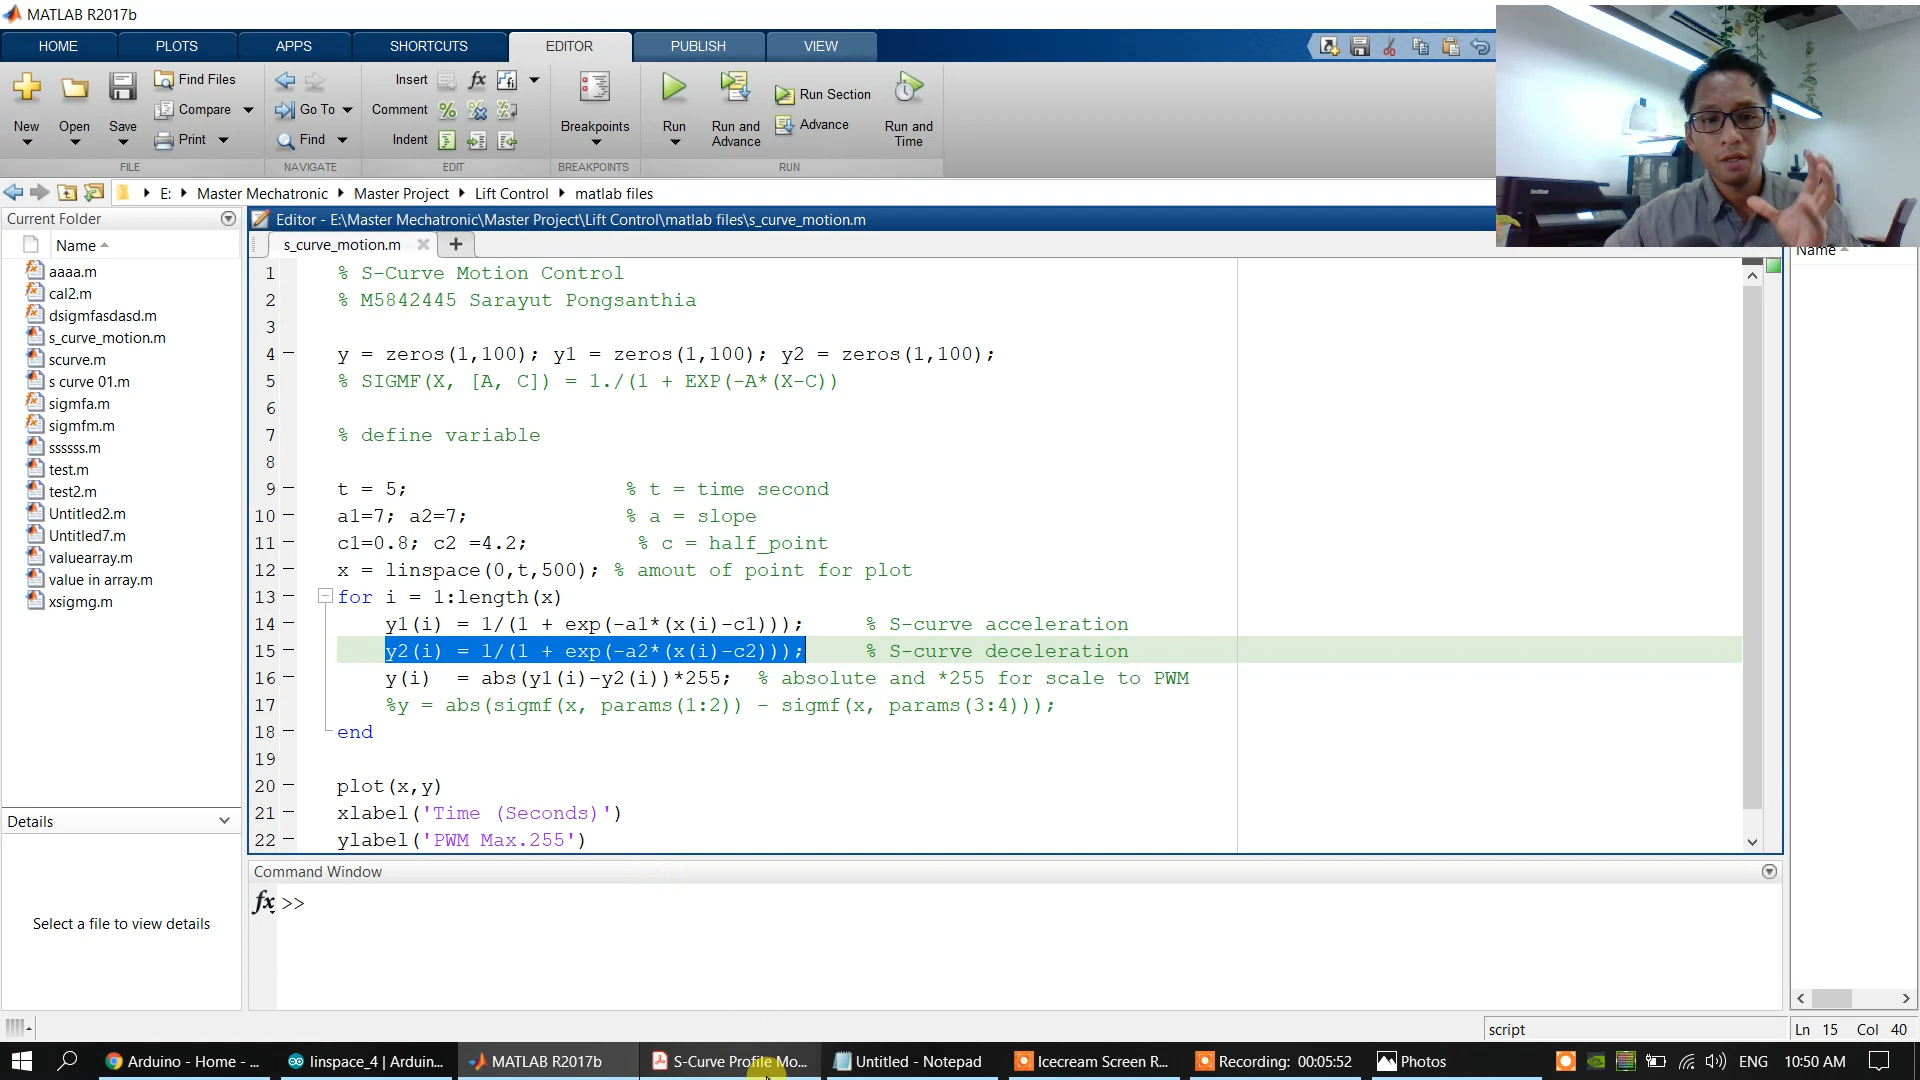 MATLAB R2017b
HOME PLOTS APPS SHORTCUTS EDITOR PUBLISH VIEW
New Open Save
Find Files
Compare
Print
FILE
Go To
Find
NAVIGATE
Insert fx
Comment
Indent
EDIT
Breakpoints
BREAKPOINTS
Run
Run and Advance
Run Section
Advance
Run and Time
RUN
E: Master Mechatronic Master Project Lift Control matlab files
Current Folder
Name
aaaa.m
cal2.m
dsigmfasdasd.m
s_curve_motion.m
scurve.m
s curve 01.m
sigmfa.m
sigmfm.m
ssssss.m
test.m
test2.m
Untitled2.m
Untitled7.m
valuearray.m
value in array.m
xsigmg.m
Details
Select a file to view details
Editor - E:\Master Mechatronic\Master Project\Lift Control\matlab files\s_curve_motion.m
s_curve_motion.m
1 % S-Curve Motion Control
2 % M5842445 Sarayut Pongsanthia
3
4 y = zeros(1,100); y1 = zeros(1,100); y2 = zeros(1,100);
5 % SIGMF(X, [A, C]) = 1./(1 + EXP(-A*(X-C))
6
7 % define variable
8
9 t = 5; % t = time second
10 a1=7; a2=7; % a = slope
11 c1=0.8; c2 =4.2; % c = half_point
12 x = linspace(0,t,500); % amout of point for plot
13 for i = 1:length(x)
14 y1(i) = 1/(1 + exp(-a1*(x(i)-c1))); % S-curve acceleration
15 y2(i) = 1/(1 + exp(-a2*(x(i)-c2))); % S-curve deceleration
16 y(i) = abs(y1(i)-y2(i))*255; % absolute and *255 for scale to PWM
17 %y = abs(sigmf(x, params(1:2)) - sigmf(x, params(3:4)));
18 end
19
20 plot(x,y)
21 xlabel('Time (Seconds)')
22 ylabel('PWM Max.255')
Name
Command Window
fx >>
script
Ln 15 Col 40
Arduino - Home - ...
linspace_4 | Arduin...
MATLAB R2017b
S-Curve Profile Mo...
Untitled - Notepad
Icecream Screen R...
Recording: 00:05:52
Photos
ENG
10:50 AM